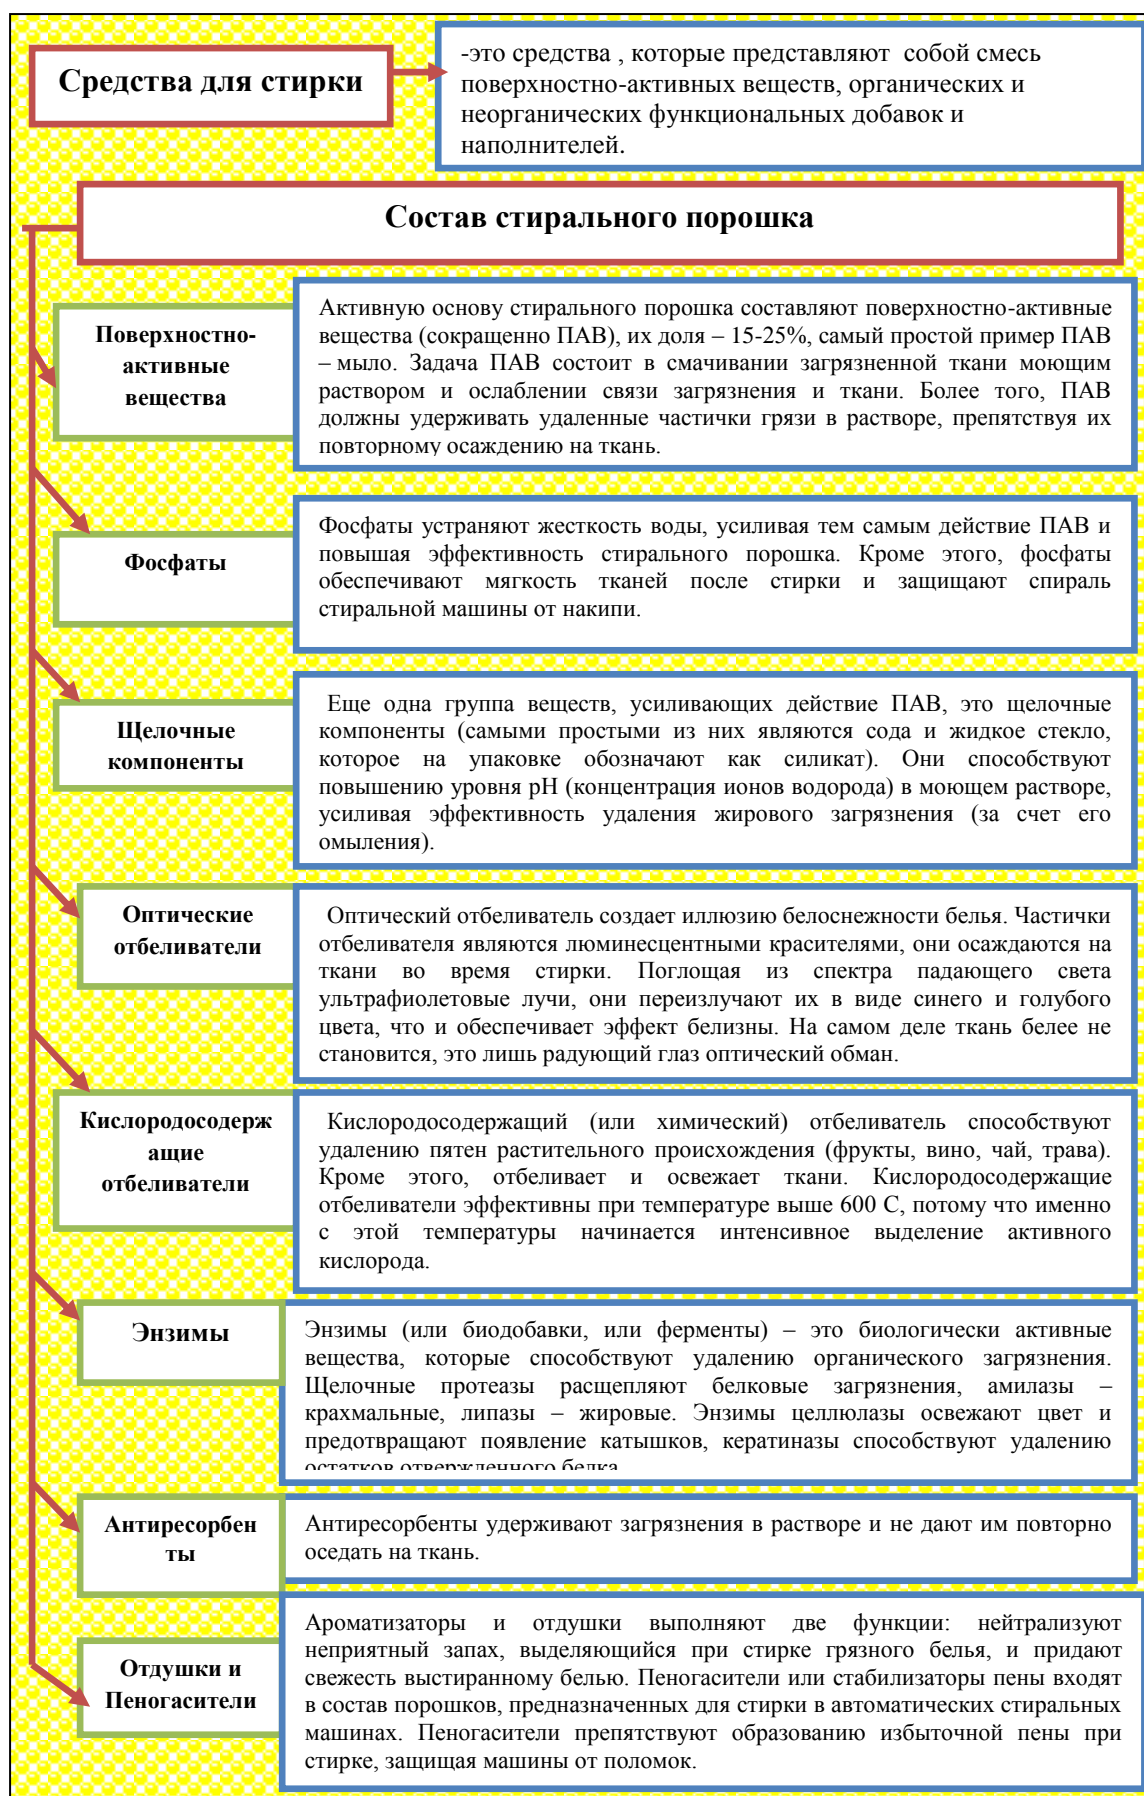 Средства для стирки
-это средства , которые представляют собой смесь
поверхностно-активных веществ, органических и
неорганических функциональных добавок и
наполнителей.
Состав стирального порошка
Поверхностно-
активные
вещества
Активную основу стирального порошка составляют поверхностно-активные
вещества (сокращенно ПАВ), их доля – 15-25%, самый простой пример ПАВ
– мыло. Задача ПАВ состоит в смачивании загрязненной ткани моющим
раствором и ослаблении связи загрязнения и ткани. Более того, ПАВ
должны удерживать удаленные частички грязи в растворе, препятствуя их
повторному осаждению на ткань.
Фосфаты
Фосфаты устраняют жесткость воды, усиливая тем самым действие ПАВ и
повышая эффективность стирального порошка. Кроме этого, фосфаты
обеспечивают мягкость тканей после стирки и защищают спираль
стиральной машины от накипи.
Щелочные
компоненты
Еще одна группа веществ, усиливающих действие ПАВ, это щелочные
компоненты (самыми простыми из них являются сода и жидкое стекло,
которое на упаковке обозначают как силикат). Они способствуют
повышению уровня pH (концентрация ионов водорода) в моющем растворе,
усиливая эффективность удаления жирового загрязнения (за счет его
омыления).
Оптические
отбеливатели
Оптический отбеливатель создает иллюзию белоснежности белья. Частички
отбеливателя являются люминесцентными красителями, они осаждаются на
ткани во время стирки. Поглощая из спектра падающего света
ультрафиолетовые лучи, они переизлучают их в виде синего и голубого
цвета, что и обеспечивает эффект белизны. На самом деле ткань белее не
становится, это лишь радующий глаз оптический обман.
Кислородосодерж
ащие
отбеливатели
Кислородосодержащий (или химический) отбеливатель способствуют
удалению пятен растительного происхождения (фрукты, вино, чай, трава).
Кроме этого, отбеливает и освежает ткани. Кислородосодержащие
отбеливатели эффективны при температуре выше 600 С, потому что именно
с этой температуры начинается интенсивное выделение активного
кислорода.
Энзимы
Энзимы (или биодобавки, или ферменты) – это биологически активные
вещества, которые способствуют удалению органического загрязнения.
Щелочные протеазы расщепляют белковые загрязнения, амилазы –
крахмальные, липазы – жировые. Энзимы целлюлазы освежают цвет и
предотвращают появление катышков, кератиназы способствуют удалению
остатков отвержденного белка
Антиресорбен
ты
Антиресорбенты удерживают загрязнения в растворе и не дают им повторно
оседать на ткань.
Отдушки и
Пеногасители
Ароматизаторы и отдушки выполняют две функции: нейтрализуют
неприятный запах, выделяющийся при стирке грязного белья, и придают
свежесть выстиранному белью. Пеногасители или стабилизаторы пены входят
в состав порошков, предназначенных для стирки в автоматических стиральных
машинах. Пеногасители препятствуют образованию избыточной пены при
стирке, защищая машины от поломок.